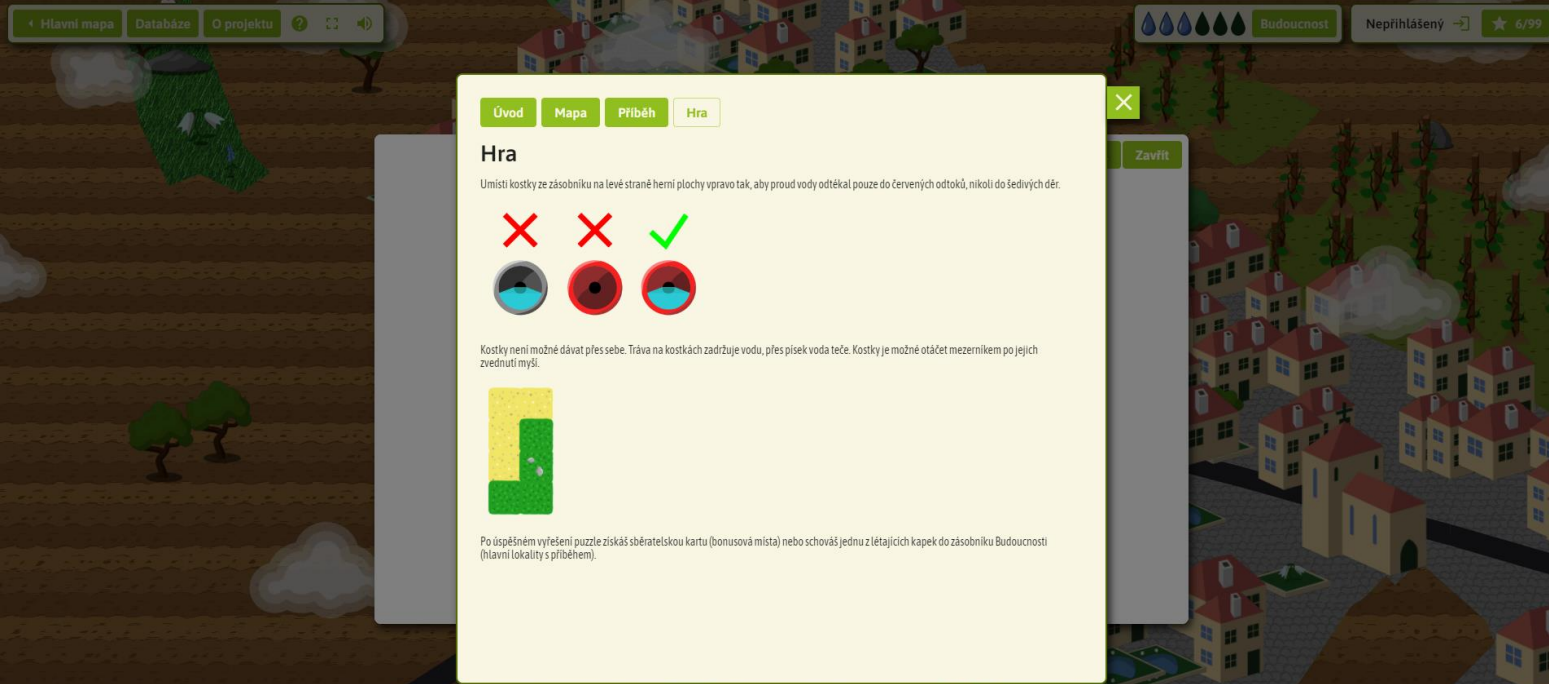 Hlavní mapa
Databáze
O projektu
Budoucnost
Nepřihlášený
6/99
Úvod
Mapa
Příběh
Hra
Zavřít
Hra
Umísti kostky ze zásobníku na levé straně herní plochy vpravo tak, aby proud vody odtékal pouze do červených odtoků, nikoli do šedivých děr.
Kostky není možné dávat přes sebe. Tráva na kostkách zadržuje vodu, přes písek voda teče. Kostky je možné otáčet mezerníkem po jejich
zvednutí myší.
Po úspěšném vyřešení puzzle získáš sběratelskou kartu (bonusová místa) nebo schováš jednu z létajících kapek do zásobníku Budoucnosti
(hlavní lokality s příběhem).